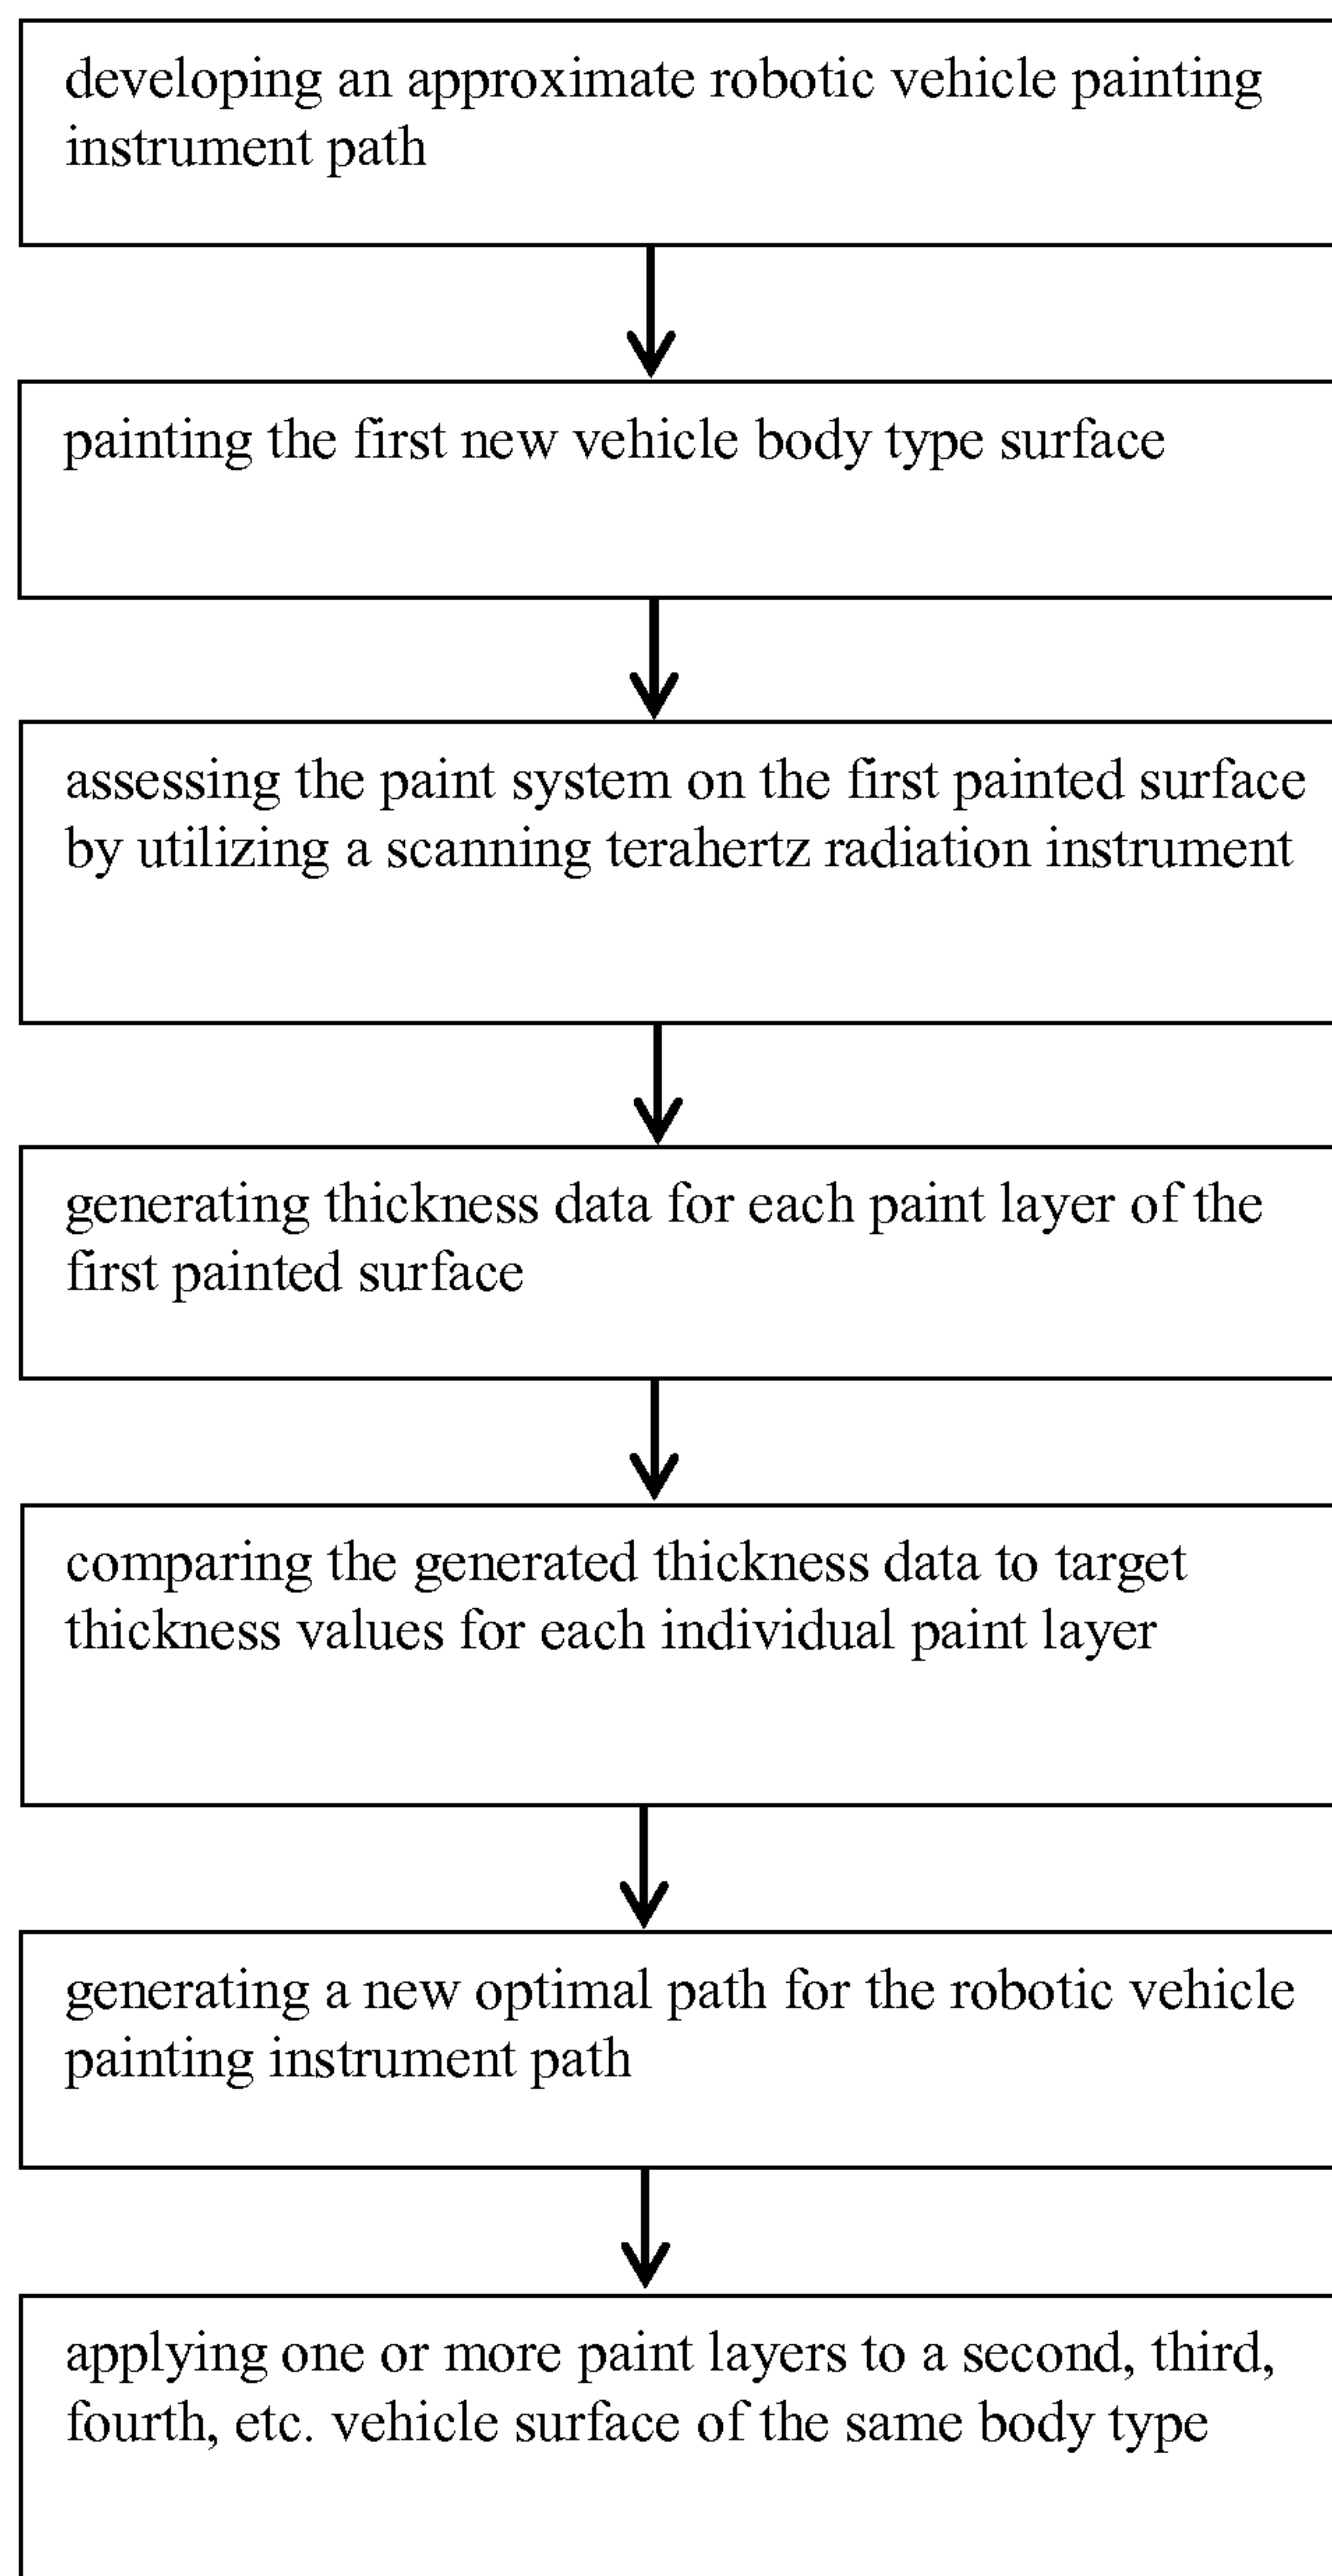 developing an approximate robotic vehicle painting
instrument path
painting the first new vehicle body type surface
assessing the paint system on the first painted surface
by utilizing a scanning terahertz radiation instrument
generating thickness data for each paint layer of the
first painted surface
comparing the generated thickness data to target
thickness values for each individual paint layer
generating a new optimal path for the robotic vehicle
painting instrument path
applying one or more paint layers to a second, third,
fourth, etc. vehicle surface of the same body type